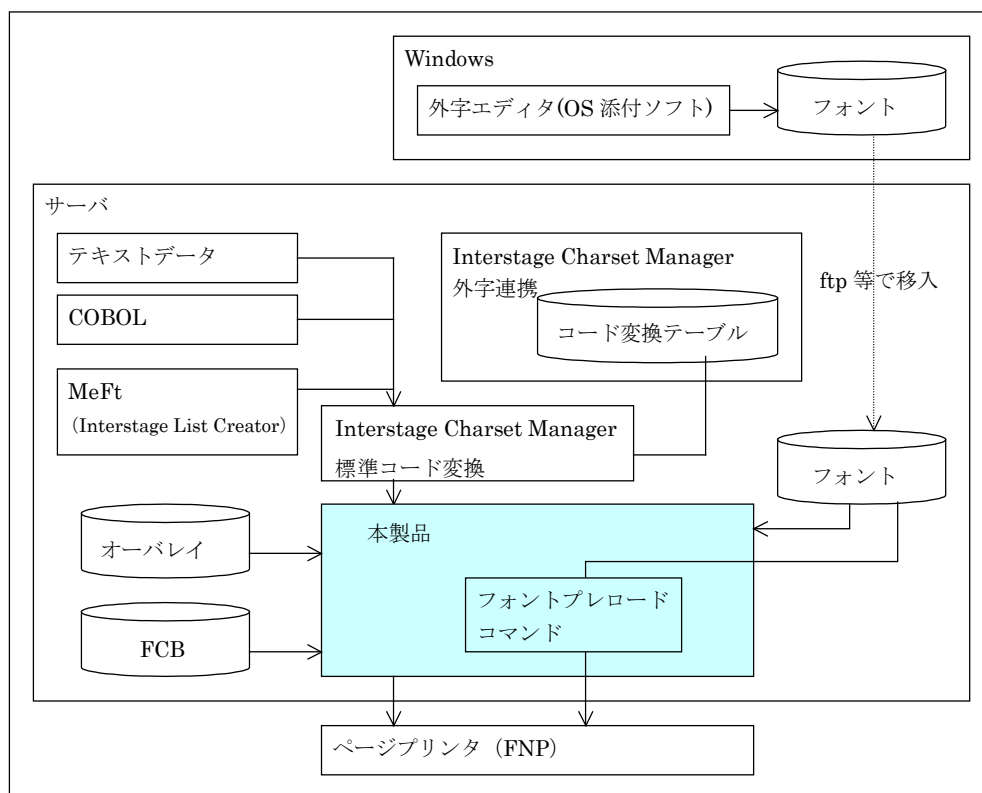 Windows
外字エディタ(OS 添付ソフト)
フォント
サーバ
テキストデータ
COBOL
MeFt
（Interstage List Creator）
Interstage Charset Manager
外字連携
コード変換テーブル
ftp 等で移入
Interstage Charset Manager
標準コード変換
フォント
オーバレイ
FCB
本製品
フォントプレロード
コマンド
ページプリンタ（FNP）